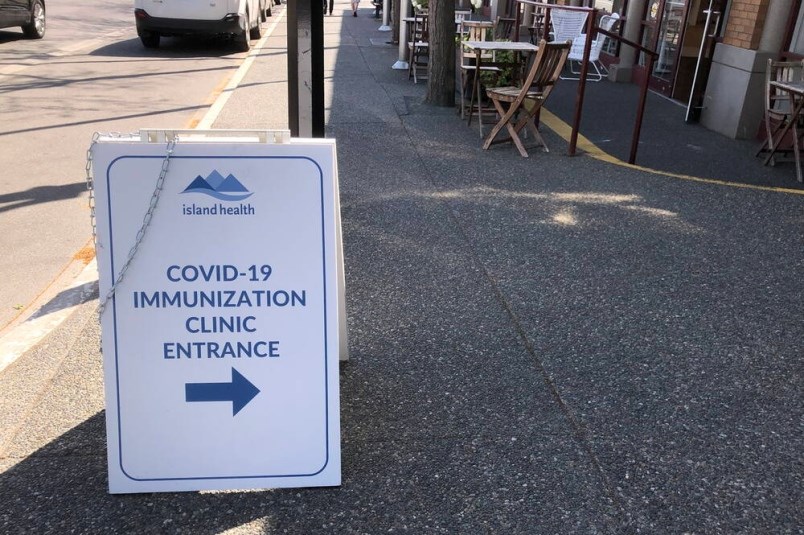 island health
COVID-19
IMMUNIZATION
CLINIC
ENTRANCE